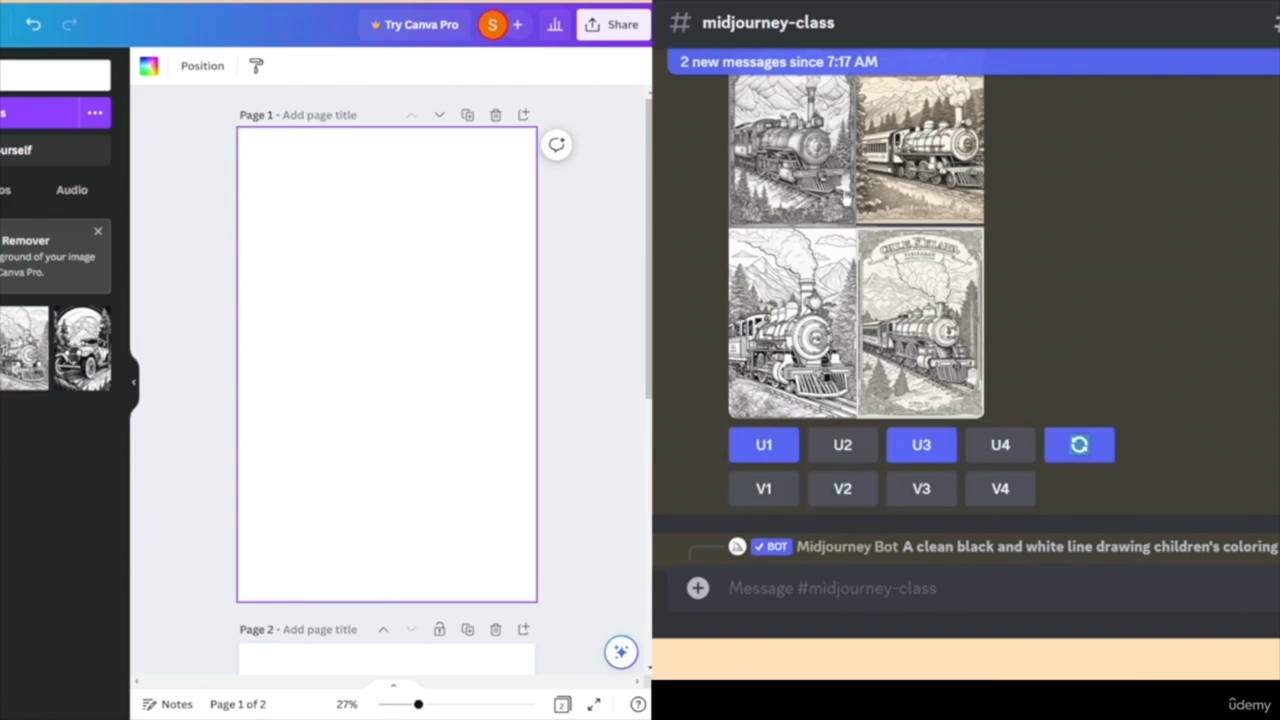 Try Canva Pro
S
Share
Position
s
urself
os
Audio
Remover
ground of your image
Canva Pro.
Page 1 - Add page title
Page 2 - Add page title
Notes
Page 1 of 2
27%
2
?
# midjourney-class
2 new messages since 7:17 AM
U1
U2
U3
U4
V1
V2
V3
V4
BOT Midjourney Bot A clean black and white line drawing children's coloring
Message #midjourney-class
ûdemy